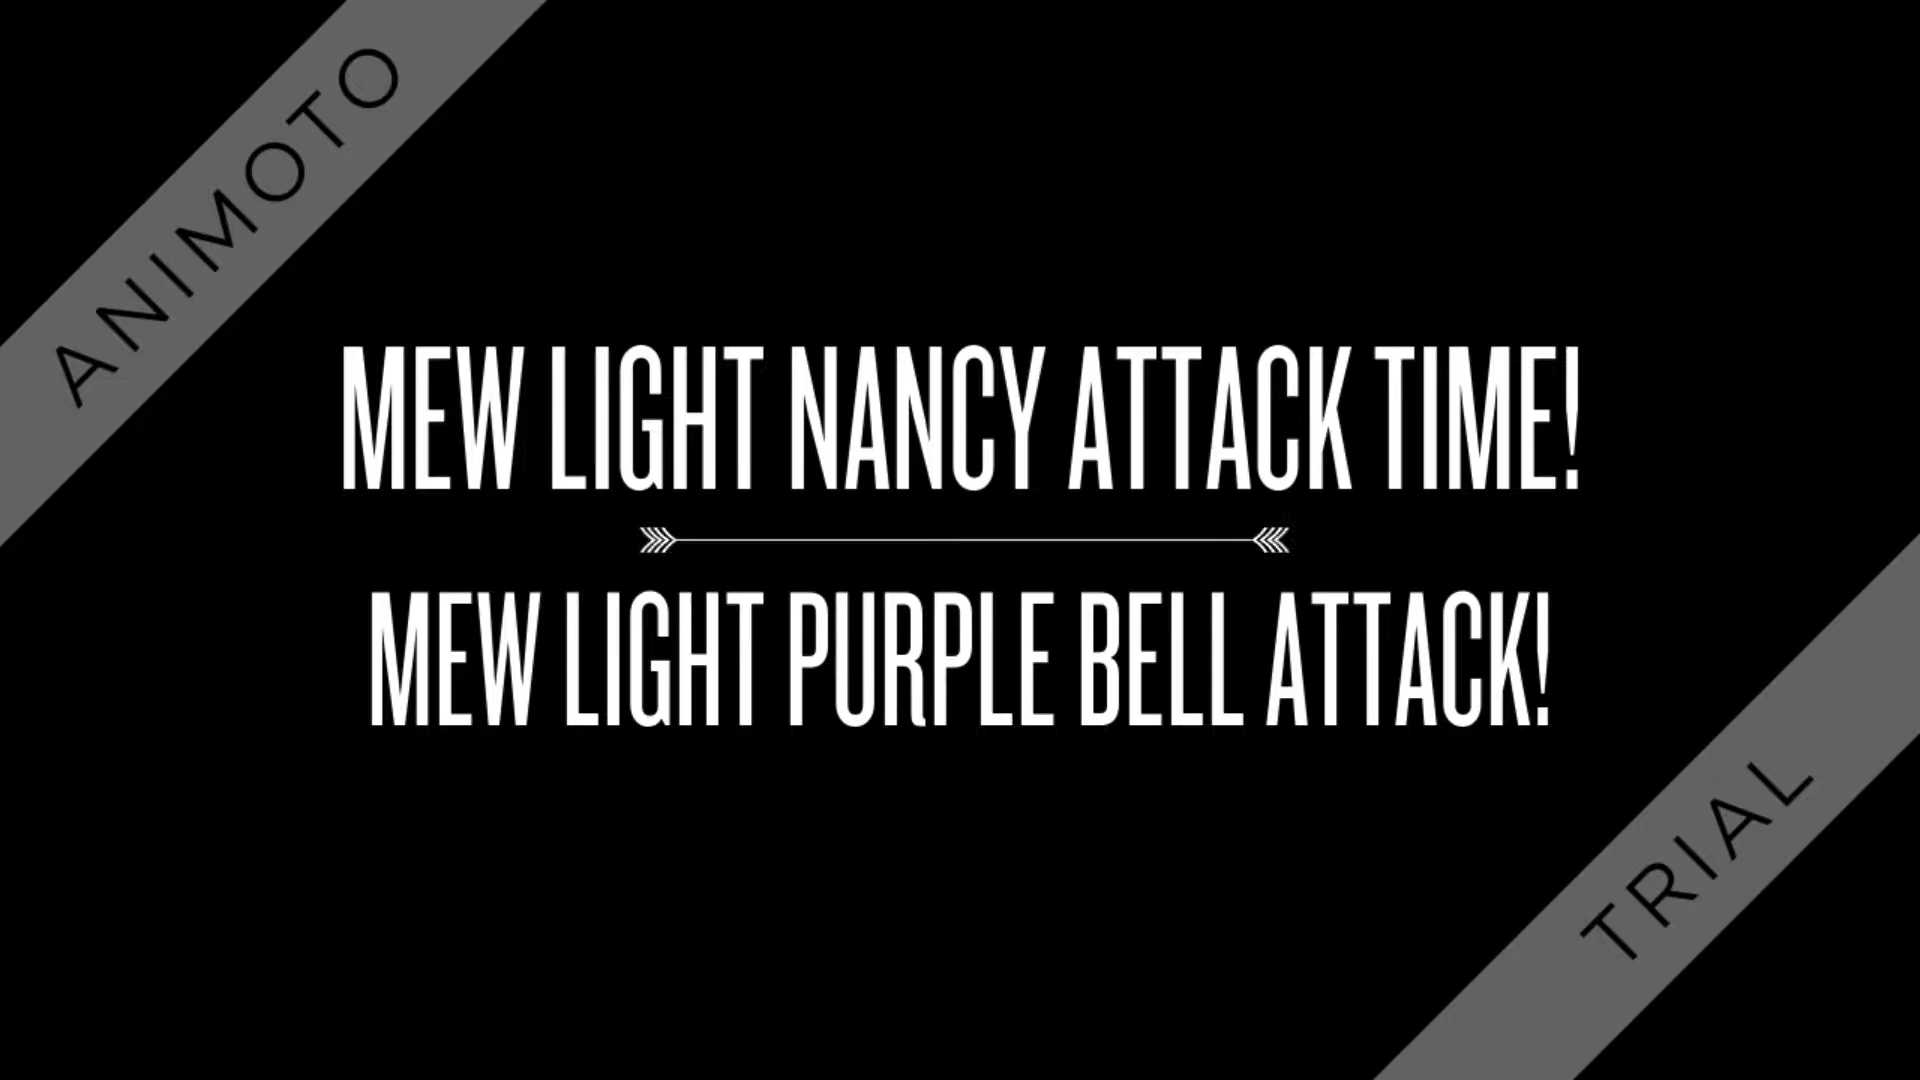 ANIMOTO
MEW LIGHT NANCY ATTACK TIME!
MEW LIGHT PURPLE BELL ATTACK!
TRIAL